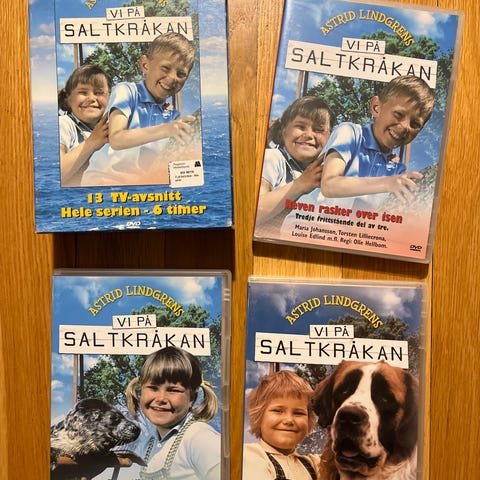 ASTRID LINDGRENS
VI PÅ
SALTKRÅKAN
13 TV-avsnitt
Hele serien - 6 timer
DVD
ASTRID LINDGRENS
VI PÅ
SALTKRÅKAN
Reven rasker over isen
Tredje frittstående del av tre.
Maria Johansson, Torsten Lilliecrona,
Louise Edlind m.fl. Regi: Olle Hellbom.
DVD
ASTRID LINDGRENS
VI PÅ
SALTKRÅKAN
ASTRID LINDGRENS
VI PÅ
SALTKRÅKAN